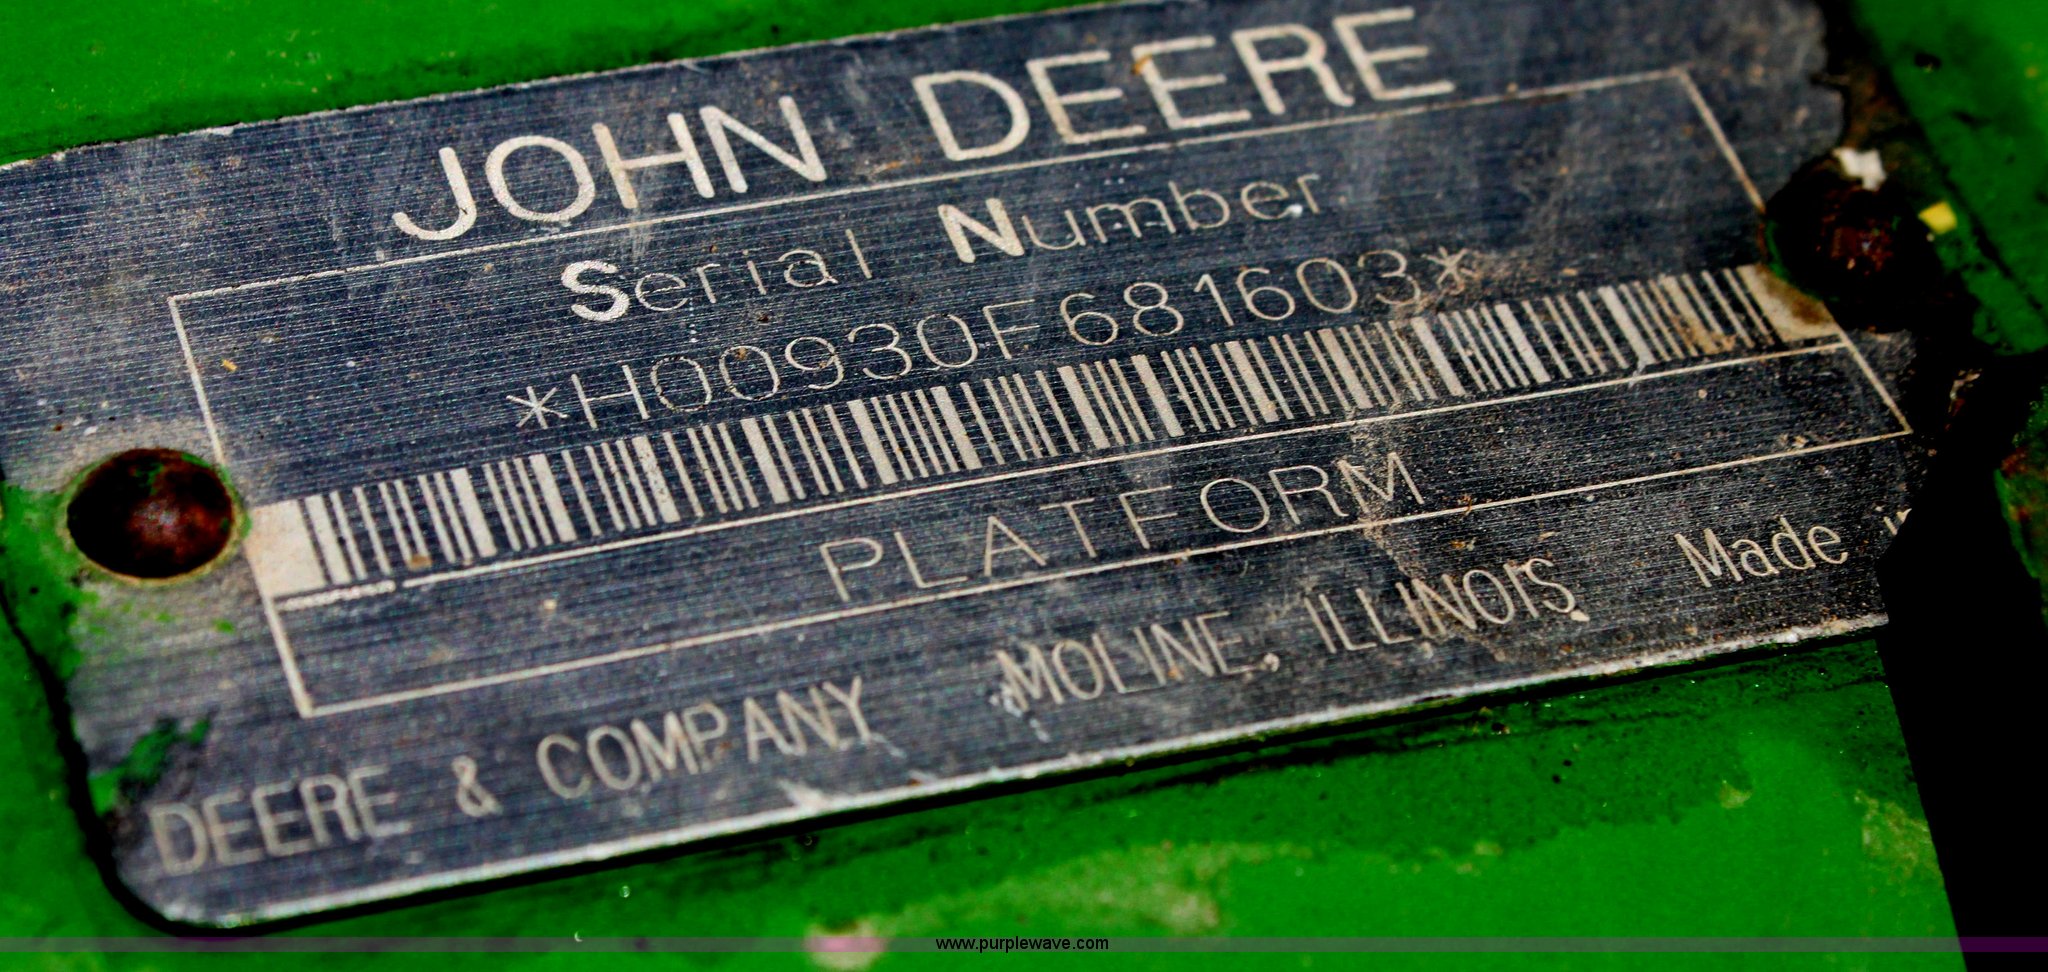 JOHN DEERE
Serial Number
*H00930F681603*
PLATFORM
DEERE & COMPANY MOLINE, ILLINOIS Made
www.purplewave.com